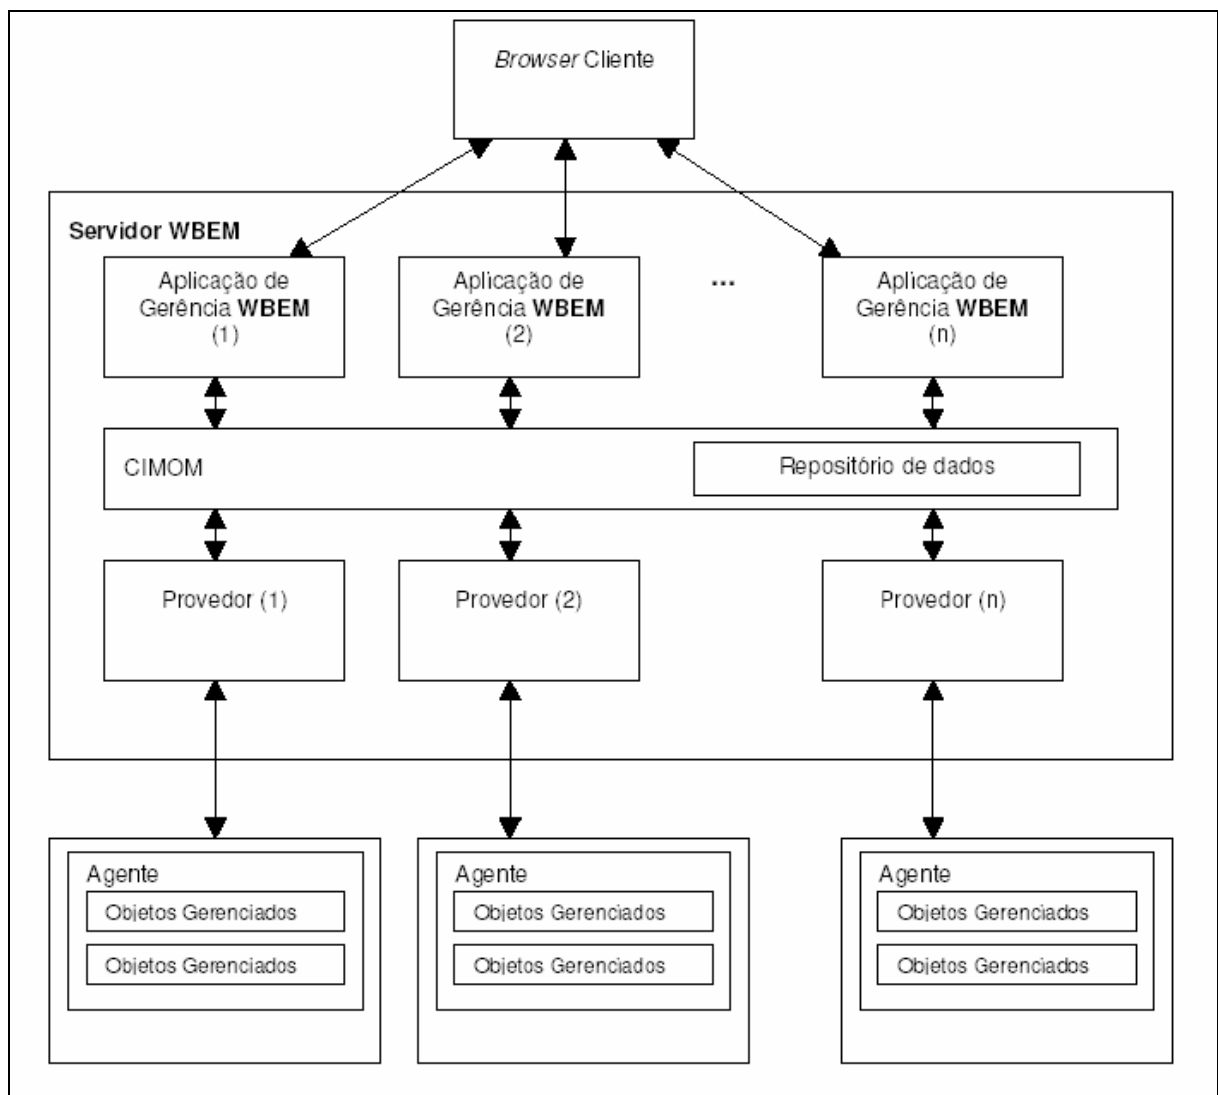 Browser Cliente
Servidor WBEM
Aplicação de
Gerência WBEM
(1)
Aplicação de
Gerência WBEM
(2)
...
Aplicação de
Gerência WBEM
(n)
CIMOM
Repositório de dados
Provedor (1)
Provedor (2)
Provedor (n)
Agente
Objetos Gerenciados
Objetos Gerenciados
Agente
Objetos Gerenciados
Objetos Gerenciados
Agente
Objetos Gerenciados
Objetos Gerenciados